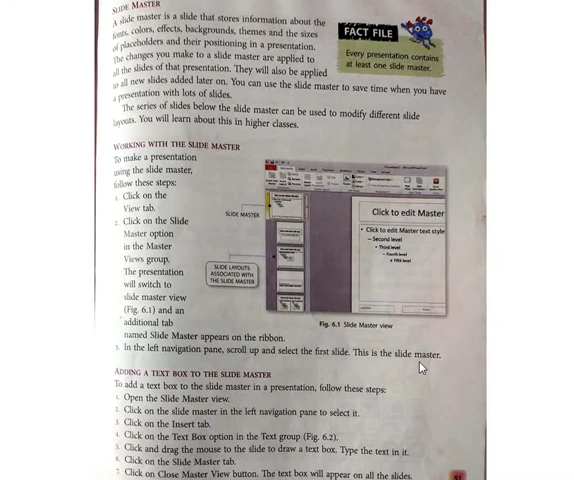 SLIDE MASTER
A slide master is a slide that stores information about the
fonts, colors, effects, backgrounds, themes and the sizes
of placeholders and their positioning in a presentation.
The changes you make to a slide master are applied to
all the slides of that presentation. They will also be applied
to all new slides added later on. You can use the slide master to save time when you have
a presentation with lots of slides.
The series of slides below the slide master can be used to modify different slide
layouts. You will learn about this in higher classes.
FACT FILE
Every presentation contains
at least one slide master.
WORKING WITH THE SLIDE MASTER
To make a presentation
using the slide master,
follow these steps:
1. Click on the
View tab.
2. Click on the Slide
Master option
in the Master
Views group.
The presentation
will switch to
slide master view
(Fig. 6.1) and an
additional tab
named Slide Master appears on the ribbon.
3. In the left navigation pane, scroll up and select the first slide. This is the slide master.
SLIDE MASTER
SLIDE LAYOUTS
ASSOCIATED WITH
THE SLIDE MASTER
Click to edit Master
• Click to edit Master text style
– Second level
• Third level
– Fourth level
• Fifth level
Fig. 6.1 Slide Master view
ADDING A TEXT BOX TO THE SLIDE MASTER
To add a text box to the slide master in a presentation, follow these steps:
1. Open the Slide Master view.
2. Click on the slide master in the left navigation pane to select it.
3. Click on the Insert tab.
4. Click on the Text Box option in the Text group (Fig. 6.2).
5. Click and drag the mouse to the slide to draw a text box. Type the text in it.
6. Click on the Slide Master tab.
7. Click on Close Master View button. The text box will appear on all the slides.
51